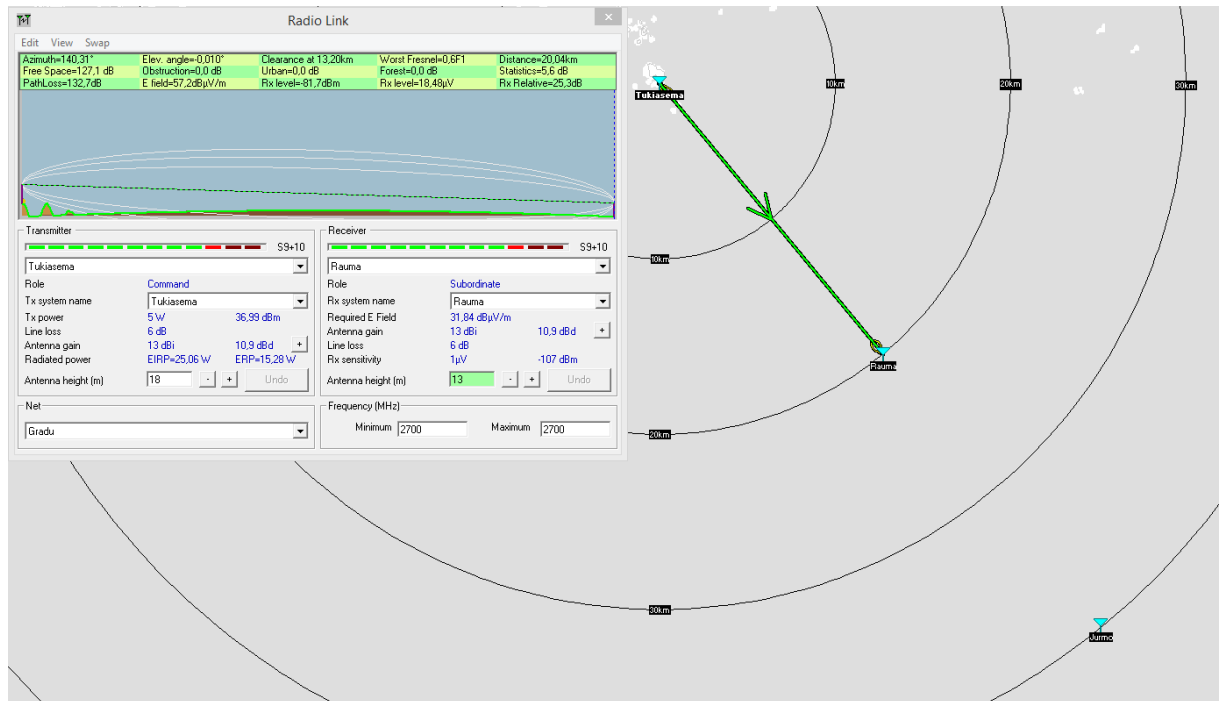 Radio Link
Edit View Swap
Azimuth=140,31° Elev. angle=-0,010° Clearance at 13,20km Worst Fresnel=0,6F1 Distance=20,04km
Free Space=127,1 dB Obstruction=0,0 dB Urban=0,0 dB Forest=0,0 dB Statistics=5,6 dB
PathLoss=132,7dB E field=57,2dBµV/m Rx level=-81,7dBm Rx level=18,48µV Rx Relative=25,3dB
Transmitter
S9+10
Tukiasema
Role Command
Tx system name Tukiasema
Tx power 5 W 36,99 dBm
Line loss 6 dB
Antenna gain 13 dBi 10,9 dBd +
Radiated power EIRP=25,06 W ERP=15,28 W
Antenna height (m) 18 - + Undo
Receiver
S9+10
Rauma
Role Subordinate
Rx system name Rauma
Required E Field 31,84 dBµV/m
Antenna gain 13 dBi 10,9 dBd +
Line loss 6 dB
Rx sensitivity 1µV -107 dBm
Antenna height (m) 13 - + Undo
Net
Gradu
Frequency (MHz)
Minimum 2700 Maximum 2700
Tukiasema
10km
20km
30km
10km
Rauma
20km
30km
Jurmo